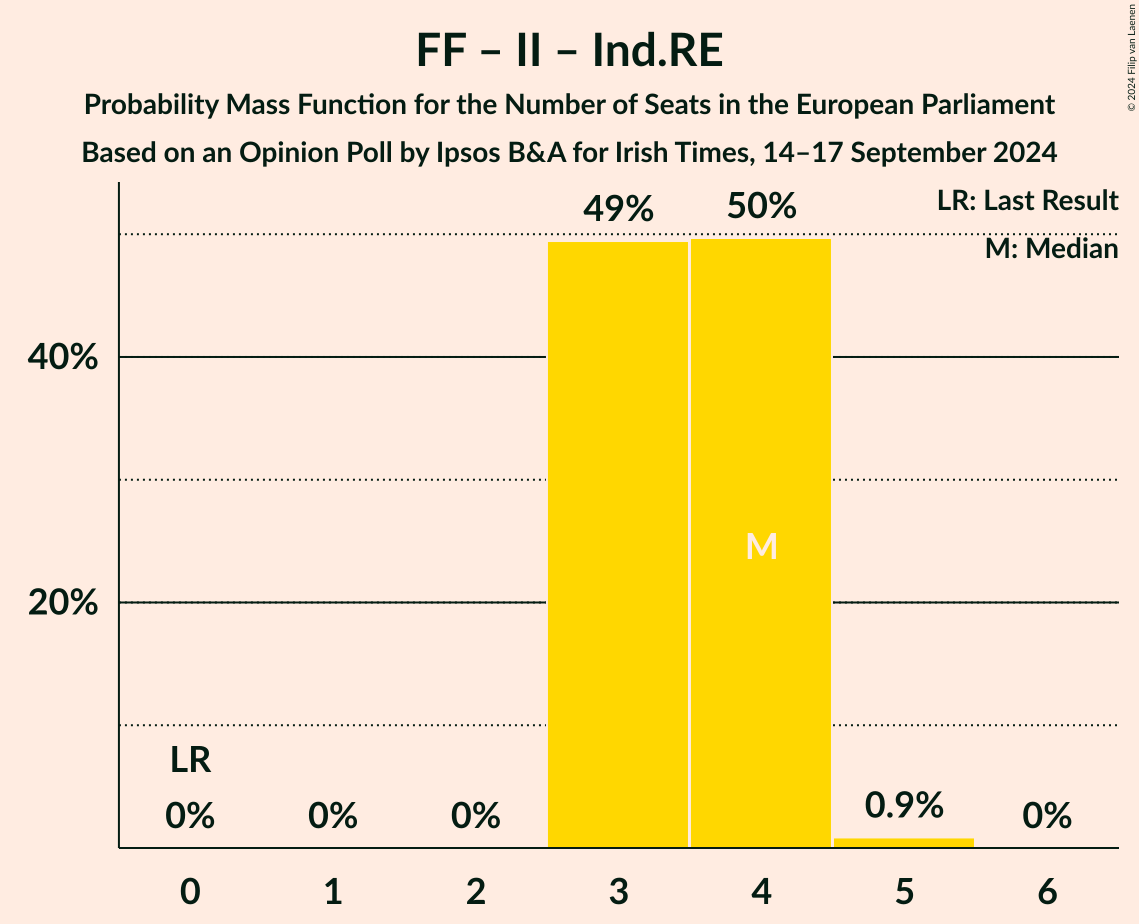 FF – II – Ind.RE
Probability Mass Function for the Number of Seats in the European Parliament
Based on an Opinion Poll by Ipsos B&A for Irish Times, 14–17 September 2024
© 2024 Filip van Laenen
LR: Last Result
M: Median
49%
50%
40%
M
20%
LR
0%
0%
0%
0.9%
0%
0
1
2
3
4
5
6